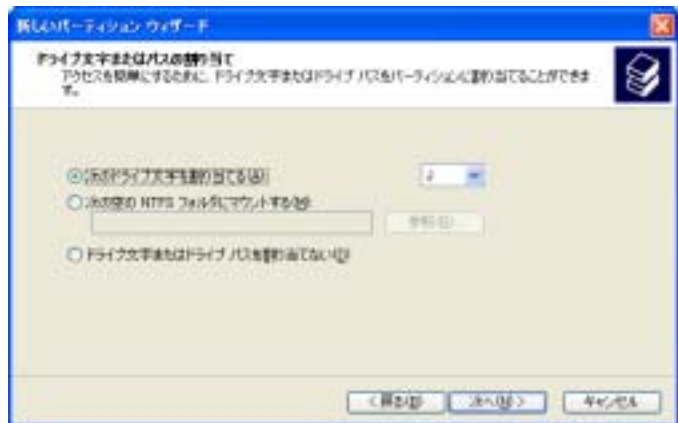 新しいパーティション ウィザード
ドライブ文字またはパスの割り当て
アクセスを簡単にするために、ドライブ文字またはドライブ パスをパーティションに割り当てることができま
す。
次のドライブ文字を割り当てる(A)
次の空の NTFS フォルダにマウントする(M)
参照(R)
ドライブ文字またはドライブ パスを割り当てない(D)
< 戻る(B)
次へ(N) >
キャンセル